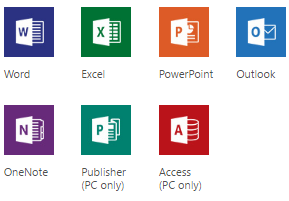 W X P O
Word Excel PowerPoint Outlook
N P A
OneNote Publisher Access
(PC only) (PC only)